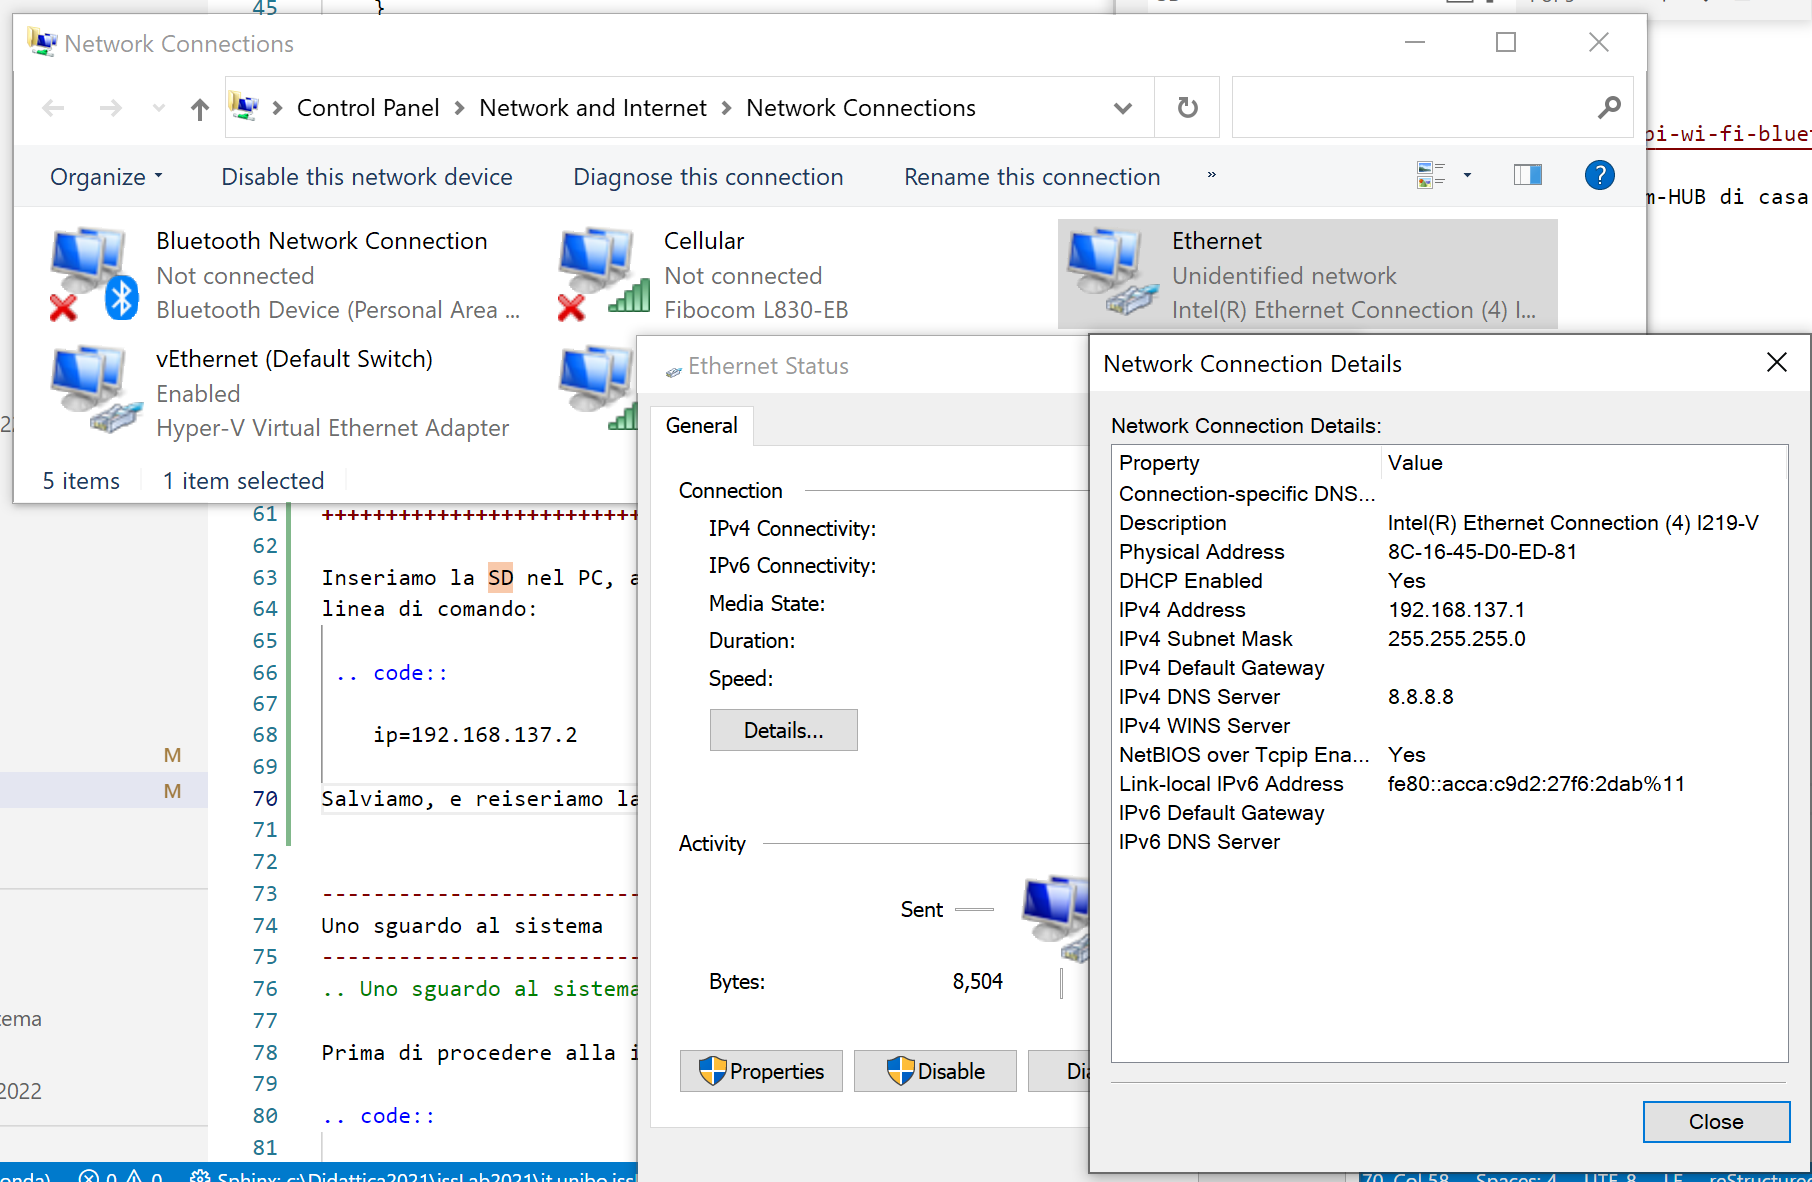 45 }
Network Connections
Control Panel > Network and Internet > Network Connections
Organize Disable this network device Diagnose this connection Rename this connection »
Bluetooth Network Connection
Not connected
Bluetooth Device (Personal Area ...
Cellular
Not connected
Fibocom L830-EB
Ethernet
Unidentified network
Intel(R) Ethernet Connection (4) I...
vEthernet (Default Switch)
Enabled
Hyper-V Virtual Ethernet Adapter
5 items 1 item selected
pi-wi-fi-bluet
m-HUB di casa
61 +++++++++++++++++++++++++
62
63 Inseriamo la SD nel PC, a
64 linea di comando:
65
66 .. code::
67
68 ip=192.168.137.2
69
70 Salviamo, e reiseriamo la
71
72
73 -------------------------
74 Uno sguardo al sistema
75 -------------------------
76 .. Uno sguardo al sistema
77
78 Prima di procedere alla i
79
80 .. code::
81
M
M
tema
2022
Ethernet Status
General
Connection
IPv4 Connectivity:
IPv6 Connectivity:
Media State:
Duration:
Speed:
Details...
Activity
Sent
Bytes: 8,504
Properties Disable Dia
Network Connection Details
Network Connection Details:
Property Value
Connection-specific DNS...
Description Intel(R) Ethernet Connection (4) I219-V
Physical Address 8C-16-45-D0-ED-81
DHCP Enabled Yes
IPv4 Address 192.168.137.1
IPv4 Subnet Mask 255.255.255.0
IPv4 Default Gateway
IPv4 DNS Server 8.8.8.8
IPv4 WINS Server
NetBIOS over Tcpip Ena... Yes
Link-local IPv6 Address fe80::acca:c9d2:27f6:2dab%11
IPv6 Default Gateway
IPv6 DNS Server
Close
onda) 0 0 Sphinx: c:\Didattica2021\issLab2021\it.unibo.iss
70, Col 58 Spaces: 4 UTF-8 LF reStructured